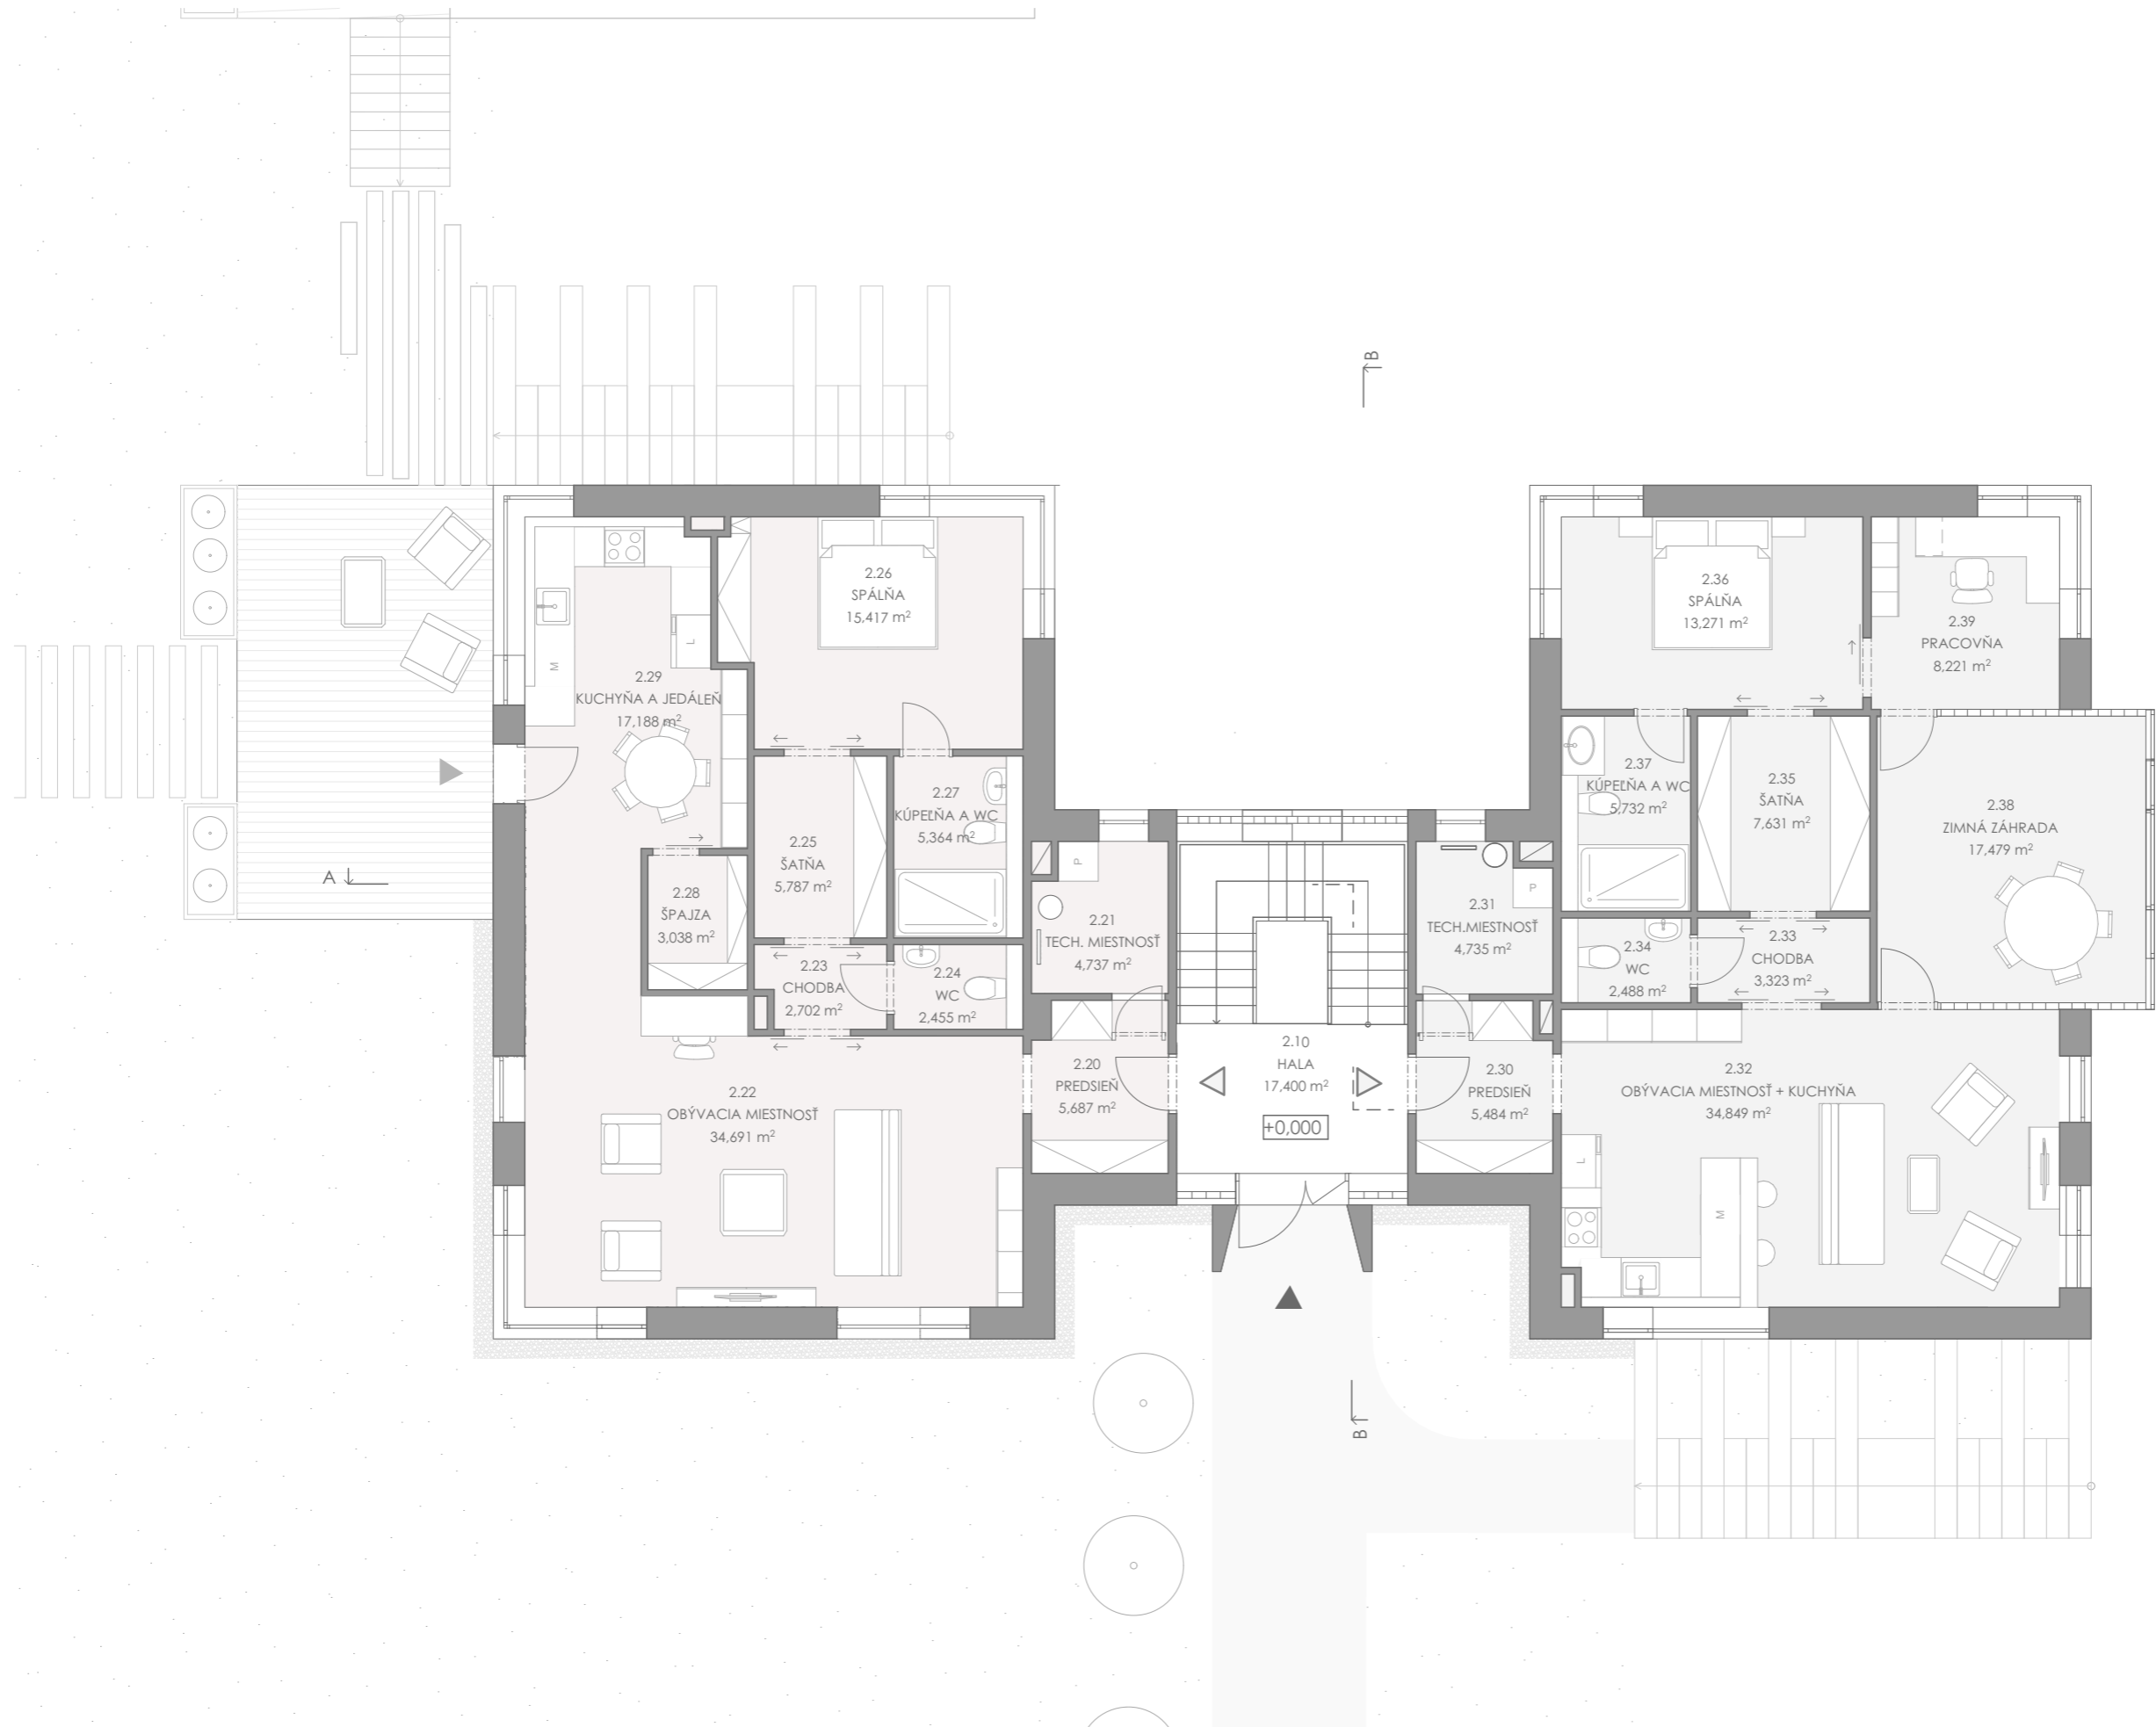 B
2.26
SPÁLŇA
15,417 m²
2.36
SPÁLŇA
13,271 m²
2.39
PRACOVŇA
8,221 m²
L
M
2.29
KUCHYŇA A JEDÁLEŇ
17,188 m²
2.27
KÚPEĽŇA A WC
5,364 m²
2.37
KÚPEĽŇA A WC
5,732 m²
2.35
ŠATŇA
7,631 m²
2.38
ZIMNÁ ZÁHRADA
17,479 m²
2.25
ŠATŇA
5,787 m²
A
2.28
ŠPAJZA
3,038 m²
P
2.21
TECH. MIESTNOSŤ
4,737 m²
P
2.31
TECH.MIESTNOSŤ
4,735 m²
2.23
CHODBA
2,702 m²
2.24
WC
2,455 m²
2.34
WC
2,488 m²
2.33
CHODBA
3,323 m²
2.22
OBÝVACIA MIESTNOSŤ
34,691 m²
2.20
PREDSIEŇ
5,687 m²
2.10
HALA
17,400 m²
+0,000
2.30
PREDSIEŇ
5,484 m²
2.32
OBÝVACIA MIESTNOSŤ + KUCHYŇA
34,849 m²
L
M
B